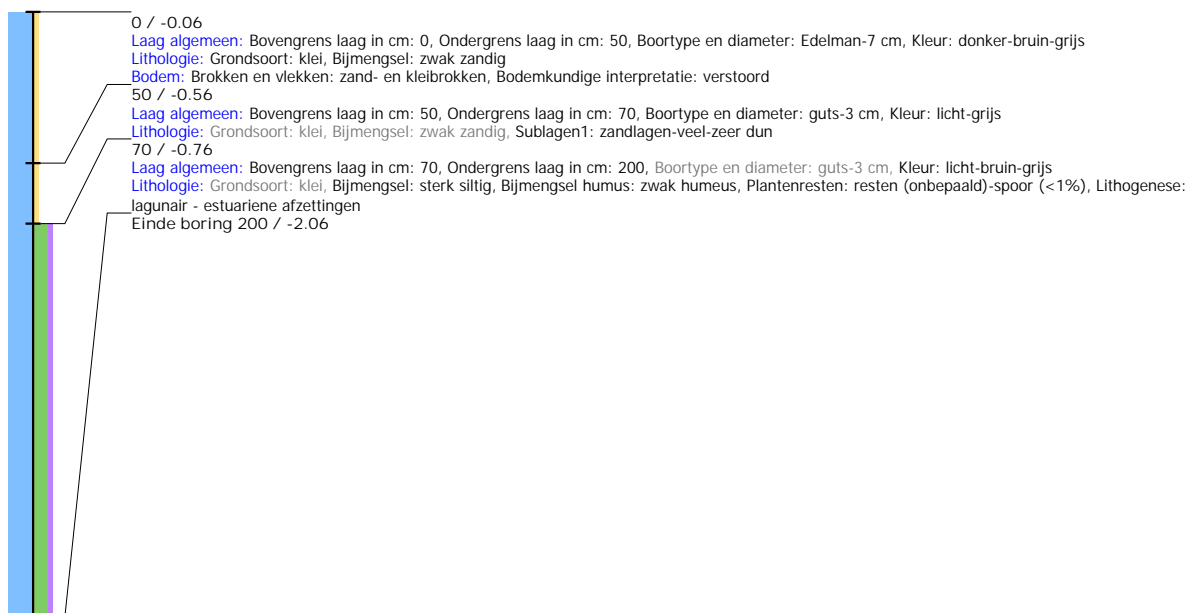 0 / -0.06
Laag algemeen: Bovengrens laag in cm: 0, Ondergrens laag in cm: 50, Boortype en diameter: Edelman-7 cm, Kleur: donker-bruin-grijs
Lithologie: Grondsoort: klei, Bijmengsel: zwak zandig
Bodem: Brokken en vlekken: zand- en kleibrokken, Bodemkundige interpretatie: verstoord
50 / -0.56
Laag algemeen: Bovengrens laag in cm: 50, Ondergrens laag in cm: 70, Boortype en diameter: guts-3 cm, Kleur: licht-grijs
Lithologie: Grondsoort: klei, Bijmengsel: zwak zandig, Sublagen1: zandlagen-veel-zeer dun
70 / -0.76
Laag algemeen: Bovengrens laag in cm: 70, Ondergrens laag in cm: 200, Boortype en diameter: guts-3 cm, Kleur: licht-bruin-grijs
Lithologie: Grondsoort: klei, Bijmengsel: sterk siltig, Bijmengsel humus: zwak humeus, Plantenresten: resten (onbepaald)-spoor (<1%), Lithogenese:
lagunair - estuariene afzettingen
Einde boring 200 / -2.06